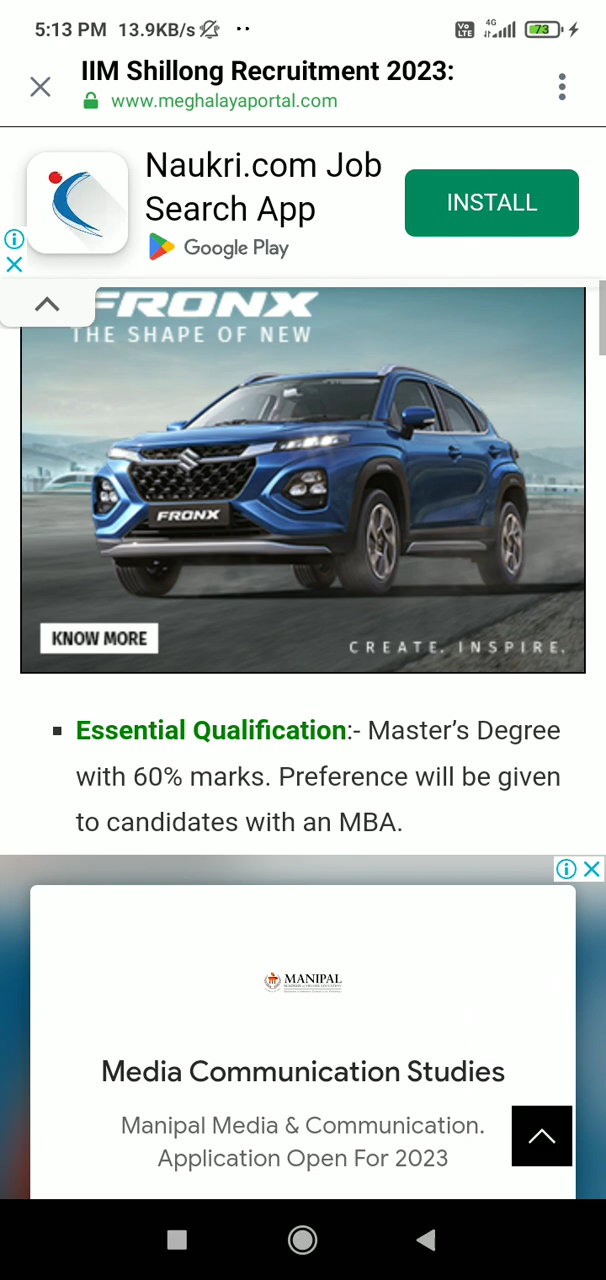 5:13 PM 13.9KB/s
Vo LTE 4G 73
IIM Shillong Recruitment 2023:
www.meghalayaportal.com
Naukri.com Job
Search App
INSTALL
Google Play
FRONX
THE SHAPE OF NEW
FRONX
KNOW MORE
CREATE. INSPIRE.
Essential Qualification:- Master’s Degree
with 60% marks. Preference will be given
to candidates with an MBA.
MANIPAL
Media Communication Studies
Manipal Media & Communication.
Application Open For 2023